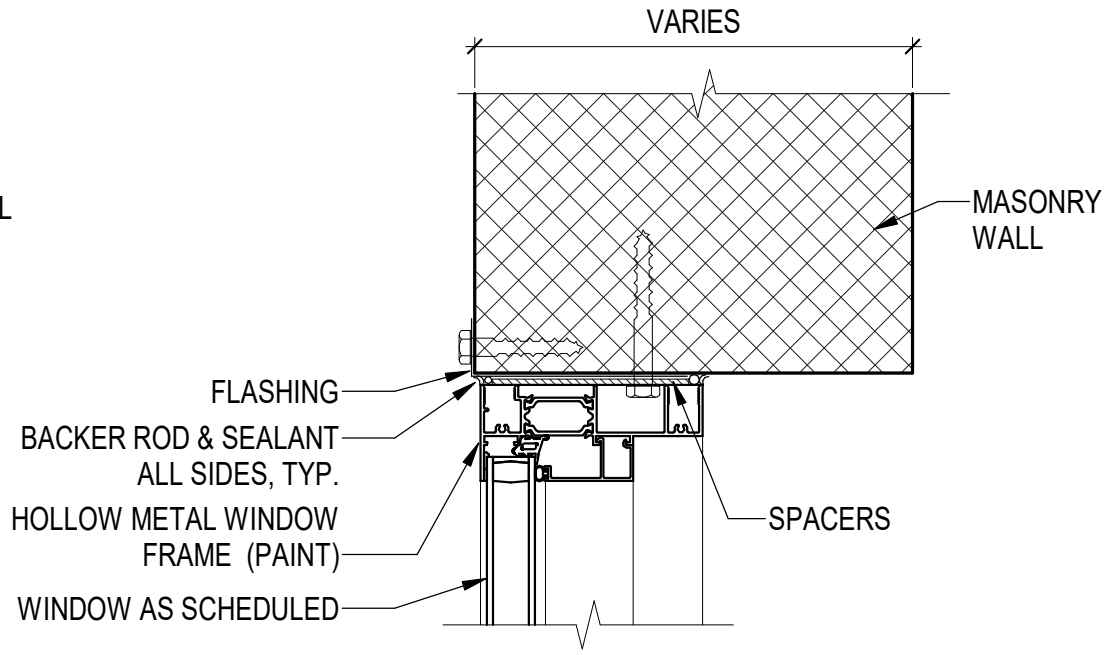 VARIES
L
MASONRY
WALL
FLASHING
BACKER ROD & SEALANT
ALL SIDES, TYP.
HOLLOW METAL WINDOW
FRAME (PAINT)
SPACERS
WINDOW AS SCHEDULED